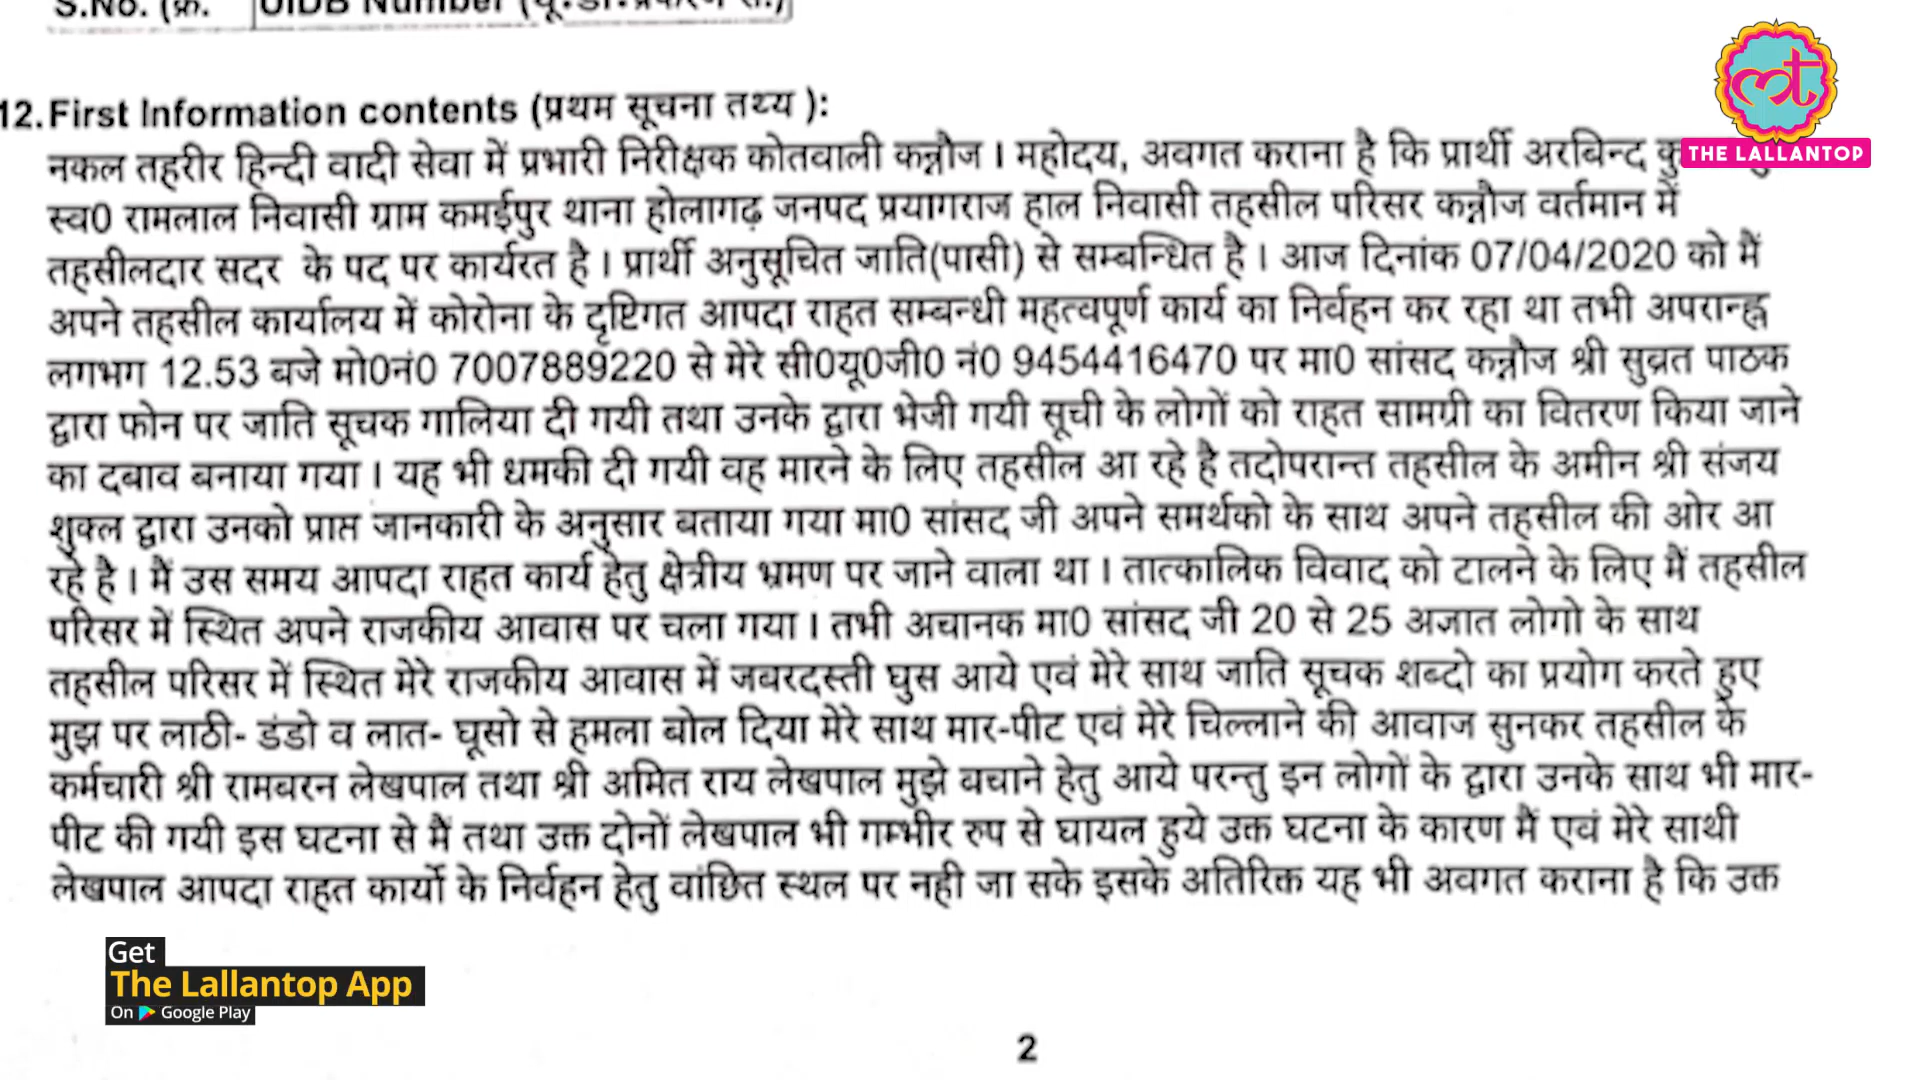 S.No. (क्र. UIDB Number (यू.डी.प्रकरण सं.)
12. First Information contents (प्रथम सूचना तथ्य ):
नकल तहरीर हिन्दी वादी सेवा में प्रभारी निरीक्षक कोतवाली कन्नौज । महोदय, अवगत कराना है कि प्रार्थी अरबिन्द
स्व0 रामलाल निवासी ग्राम कमईपुर थाना होलागढ़ जनपद प्रयागराज हाल निवासी तहसील परिसर कन्नौज वर्तमान में
तहसीलदार सदर के पद पर कार्यरत है । प्रार्थी अनुसूचित जाति(पासी) से सम्बन्धित है । आज दिनांक 07/04/2020 को मैं
अपने तहसील कार्यालय में कोरोना के दृष्टिगत आपदा राहत सम्बन्धी महत्वपूर्ण कार्य का निर्वहन कर रहा था तभी अपरान्ह्न
लगभग 12.53 बजे मो0नं0 7007889220 से मेरे सी0यू0जी0 नं0 9454416470 पर मा0 सांसद कन्नौज श्री सुब्रत पाठक
द्वारा फोन पर जाति सूचक गालिया दी गयी तथा उनके द्वारा भेजी गयी सूची के लोगों को राहत सामग्री का वितरण किया जाने
का दबाव बनाया गया । यह भी धमकी दी गयी वह मारने के लिए तहसील आ रहे है तदोपरान्त तहसील के अमीन श्री संजय
शुक्ल द्वारा उनको प्राप्त जानकारी के अनुसार बताया गया मा0 सांसद जी अपने समर्थको के साथ अपने तहसील की ओर आ
रहे है । मैं उस समय आपदा राहत कार्य हेतु क्षेत्रीय भ्रमण पर जाने वाला था । तात्कालिक विवाद को टालने के लिए मैं तहसील
परिसर में स्थित अपने राजकीय आवास पर चला गया । तभी अचानक मा0 सांसद जी 20 से 25 अज्ञात लोगो के साथ
तहसील परिसर में स्थित मेरे राजकीय आवास में जबरदस्ती घुस आये एवं मेरे साथ जाति सूचक शब्दो का प्रयोग करते हुए
मुझ पर लाठी- डंडो व लात- घूसो से हमला बोल दिया मेरे साथ मार-पीट एवं मेरे चिल्लाने की आवाज सुनकर तहसील के
कर्मचारी श्री रामबरन लेखपाल तथा श्री अमित राय लेखपाल मुझे बचाने हेतु आये परन्तु इन लोगों के द्वारा उनके साथ भी मार-
पीट की गयी इस घटना से मैं तथा उक्त दोनों लेखपाल भी गम्भीर रुप से घायल हुये उक्त घटना के कारण मैं एवं मेरे साथी
लेखपाल आपदा राहत कार्यो के निर्वहन हेतु वांछित स्थल पर नही जा सके इसके अतिरिक्त यह भी अवगत कराना है कि उक्त
2
THE LALLANTOP
Get
The Lallantop App
On Google Play